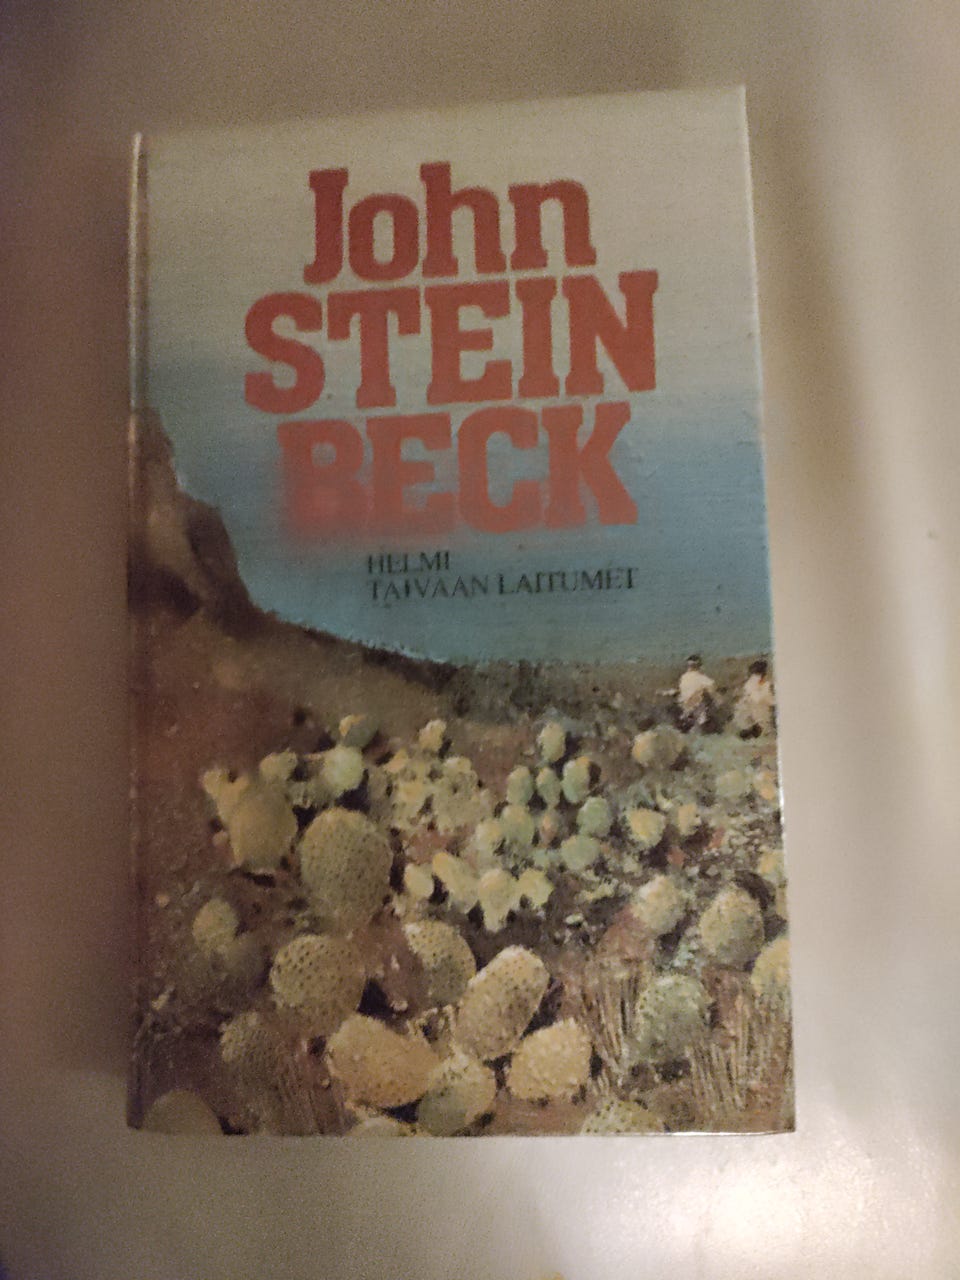 John
STEIN
BECK
HELMI
TAIVAAN LAITUMET